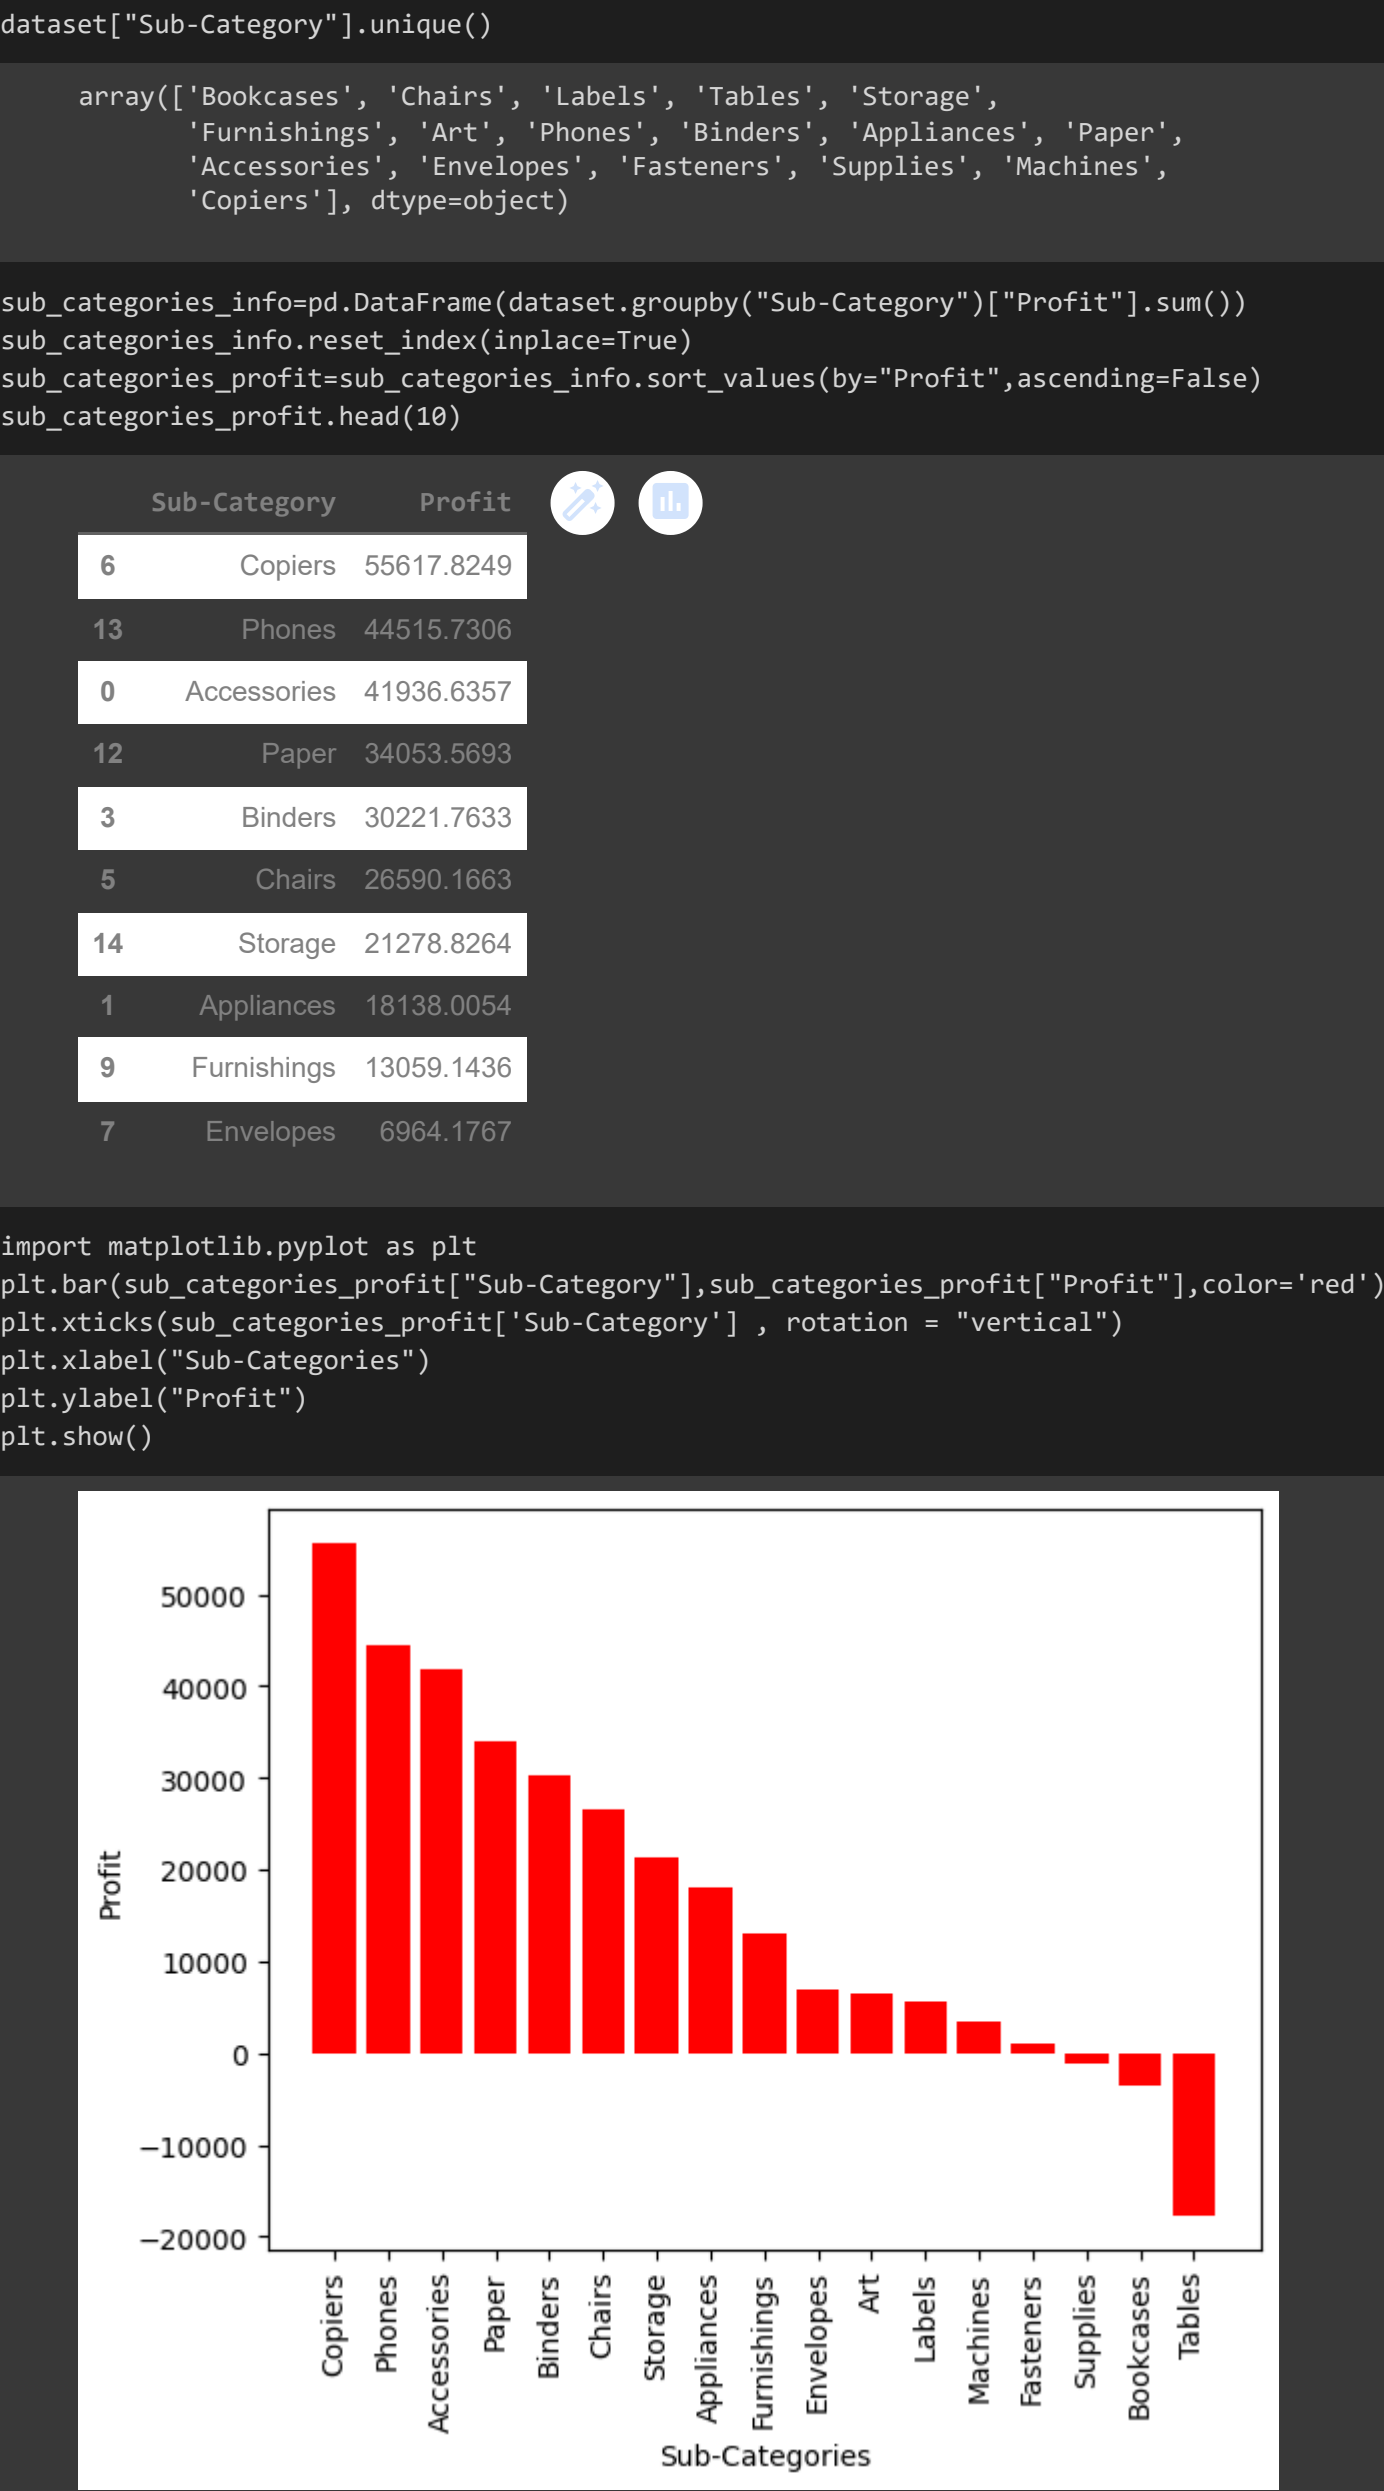 dataset["Sub-Category"].unique()
array(['Bookcases', 'Chairs', 'Labels', 'Tables', 'Storage',
'Furnishings', 'Art', 'Phones', 'Binders', 'Appliances', 'Paper',
'Accessories', 'Envelopes', 'Fasteners', 'Supplies', 'Machines',
'Copiers'], dtype=object)
sub_categories_info=pd.DataFrame(dataset.groupby("Sub-Category")["Profit"].sum())
sub_categories_info.reset_index(inplace=True)
sub_categories_profit=sub_categories_info.sort_values(by="Profit",ascending=False)
sub_categories_profit.head(10)
Sub-Category Profit
6 Copiers 55617.8249
13 Phones 44515.7306
0 Accessories 41936.6357
12 Paper 34053.5693
3 Binders 30221.7633
5 Chairs 26590.1663
14 Storage 21278.8264
1 Appliances 18138.0054
9 Furnishings 13059.1436
7 Envelopes 6964.1767
import matplotlib.pyplot as plt
plt.bar(sub_categories_profit["Sub-Category"],sub_categories_profit["Profit"],color='red')
plt.xticks(sub_categories_profit['Sub-Category'] , rotation = "vertical")
plt.xlabel("Sub-Categories")
plt.ylabel("Profit")
plt.show()
Profit
50000
40000
30000
20000
10000
0
−10000
−20000
Copiers
Phones
Accessories
Paper
Binders
Chairs
Storage
Appliances
Furnishings
Envelopes
Art
Labels
Machines
Fasteners
Supplies
Bookcases
Tables
Sub-Categories